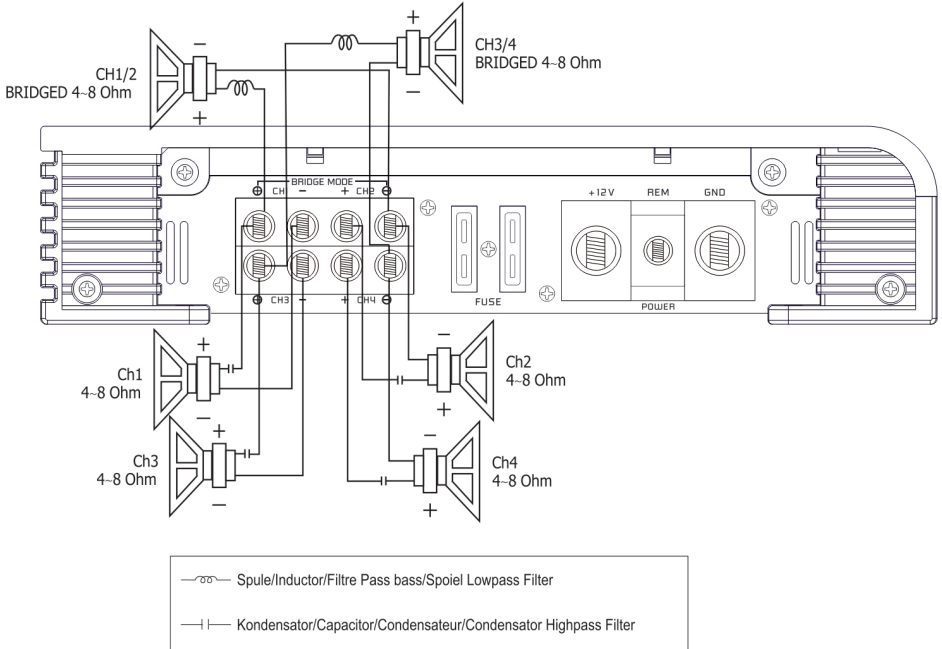 +
CH3/4
BRIDGED 4~8 Ohm
−
−
CH1/2
BRIDGED 4~8 Ohm
+
BRIDGE MODE
⊕ CH1 − + CH2 ⊖
+12V REM GND
⊕ CH3 − + CH4 ⊖
FUSE
POWER
+
Ch1
4~8 Ohm
−
−
Ch2
4~8 Ohm
+
+
Ch3
4~8 Ohm
−
−
Ch4
4~8 Ohm
+
Spule/Inductor/Filtre Pass bass/Spoiel Lowpass Filter
Kondensator/Capacitor/Condensateur/Condensator Highpass Filter